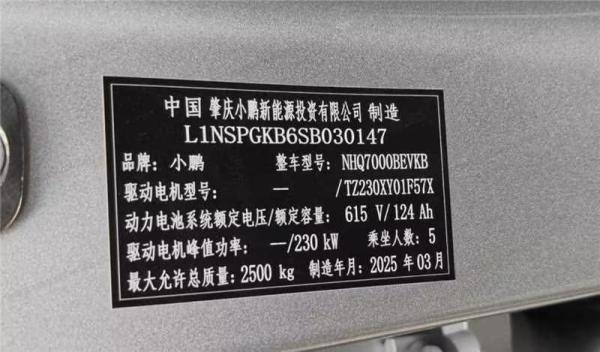 中国 肇庆小鹏新能源投资有限公司 制造
L1NSPGKB6SB030147
品牌：小鹏 整车型号：NHQ7000BEVKB
驱动电机型号： —/TZ230XY01F57X
动力电池系统额定电压/额定容量：615 V/124 Ah
驱动电机峰值功率： —/230 kW 乘坐人数：5
最大允许总质量：2500 kg 制造年月：2025 年 03 月